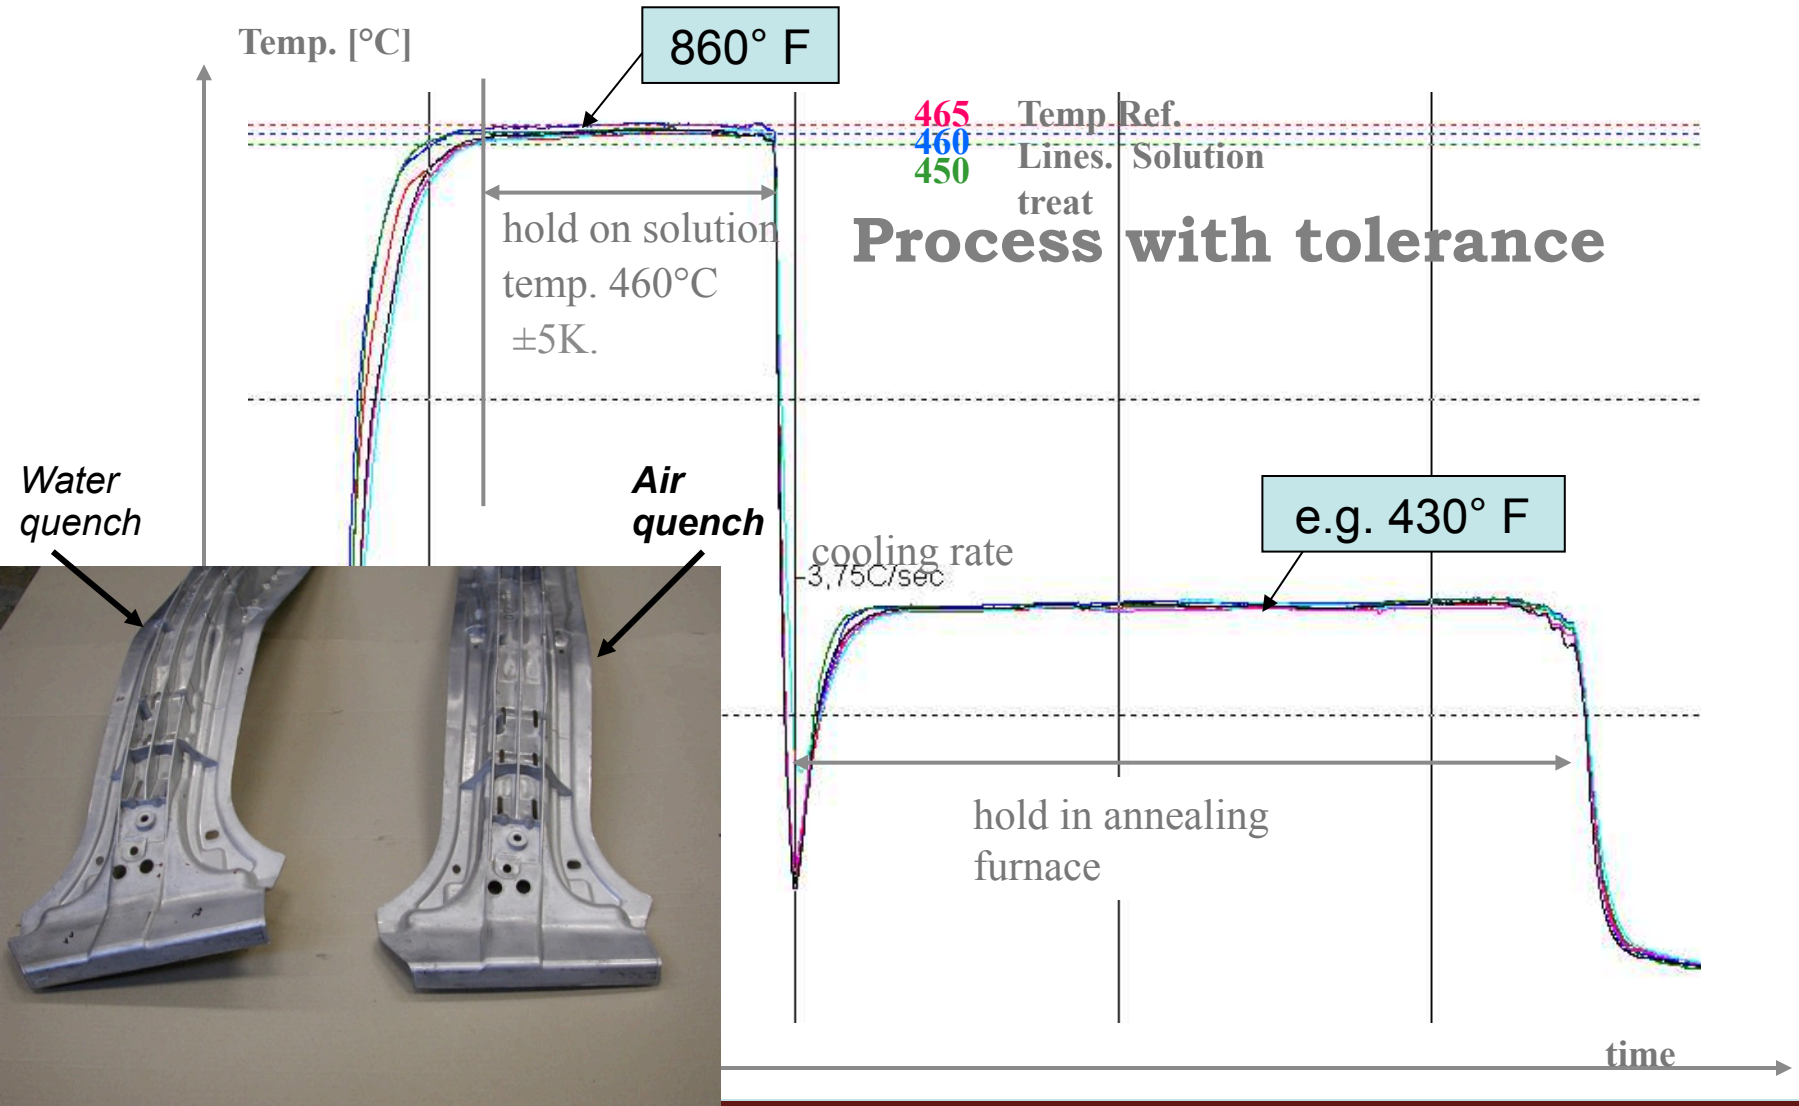 Temp. [°C]
860° F
465
460
450
Temp Ref.
Lines. Solution
treat
Process with tolerance
hold on solution
temp. 460°C
±5K.
Water
quench
Air
quench
e.g. 430° F
cooling rate
-3,75C/sec
hold in annealing
furnace
time